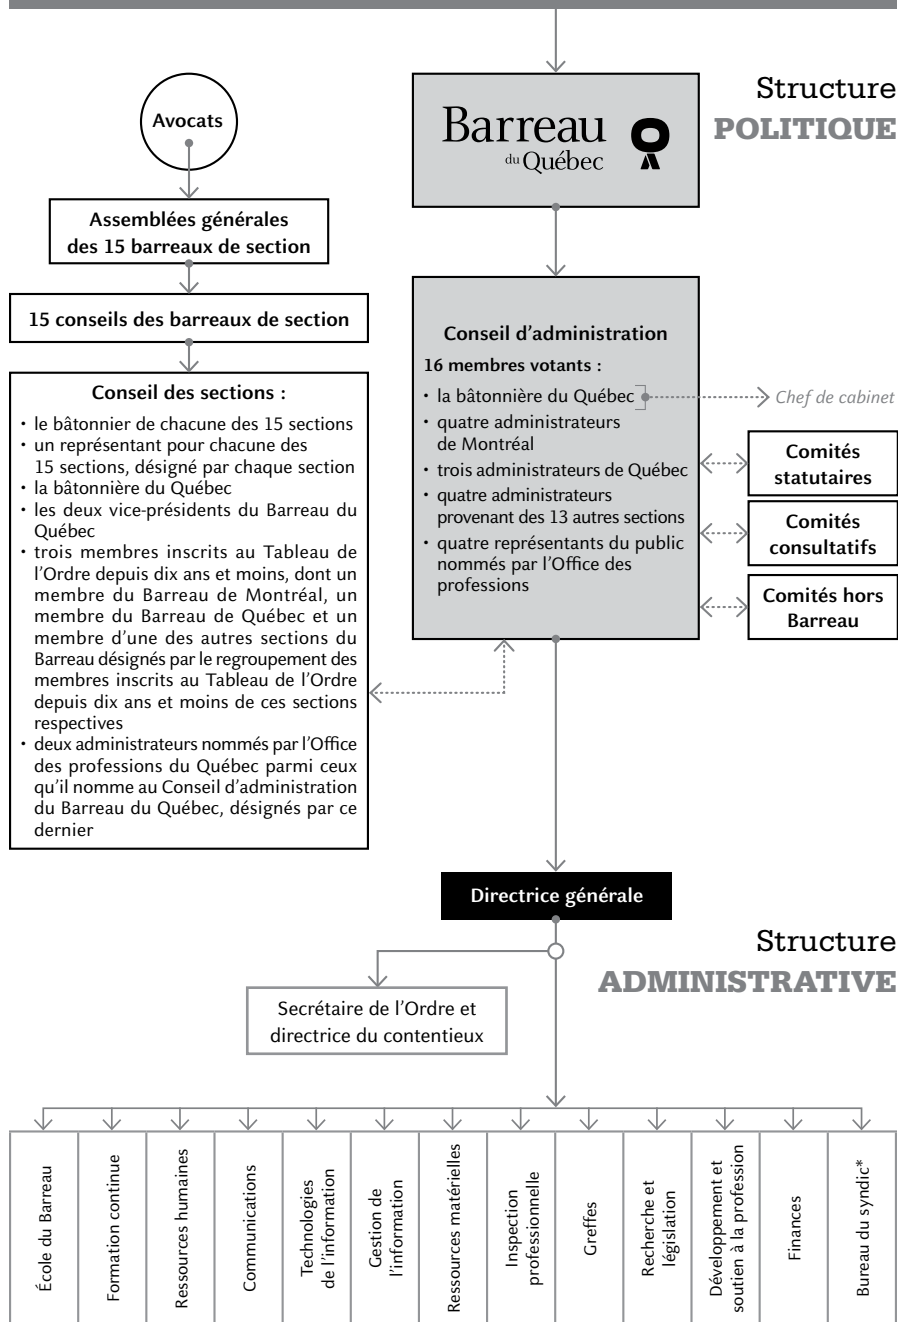 Structure
POLITIQUE
Avocats
Barreau
du Québec
Assemblées générales
des 15 barreaux de section
15 conseils des barreaux de section
Conseil des sections :
• le bâtonnier de chacune des 15 sections
• un représentant pour chacune des
15 sections, désigné par chaque section
• la bâtonnière du Québec
• les deux vice-présidents du Barreau du
Québec
• trois membres inscrits au Tableau de
l’Ordre depuis dix ans et moins, dont un
membre du Barreau de Montréal, un
membre du Barreau de Québec et un
membre d’une des autres sections du
Barreau désignés par le regroupement des
membres inscrits au Tableau de l’Ordre
depuis dix ans et moins de ces sections
respectives
• deux administrateurs nommés par l’Office
des professions du Québec parmi ceux
qu’il nomme au Conseil d’administration
du Barreau du Québec, désignés par ce
dernier
Conseil d’administration
16 membres votants :
• la bâtonnière du Québec
• quatre administrateurs
de Montréal
• trois administrateurs de Québec
• quatre administrateurs
provenant des 13 autres sections
• quatre représentants du public
nommés par l’Office des
professions
Chef de cabinet
Comités
statutaires
Comités
consultatifs
Comités hors
Barreau
Directrice générale
Structure
ADMINISTRATIVE
Secrétaire de l’Ordre et
directrice du contentieux
École du Barreau
Formation continue
Ressources humaines
Communications
Technologies
de l’information
Gestion de
l’information
Ressources matérielles
Inspection
professionnelle
Greffes
Recherche et
législation
Développement et
soutien à la profession
Finances
Bureau du syndic*